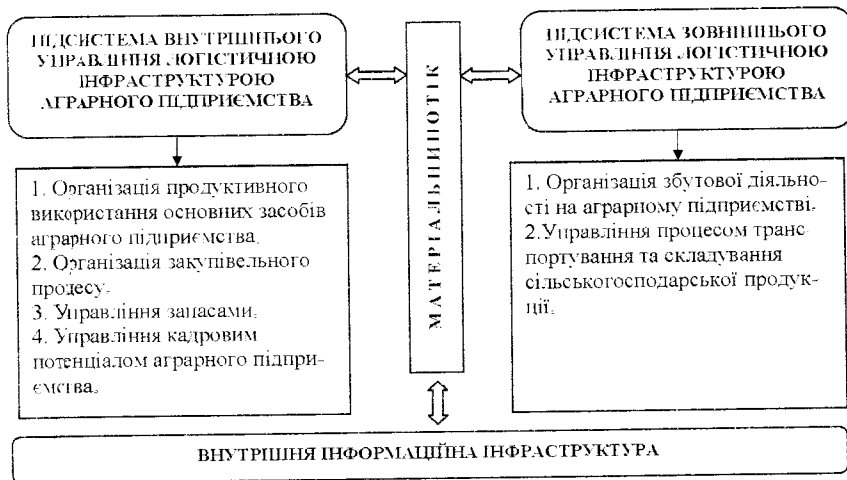 ПІДСИСТЕМА ВНУТРІШНЬОГО
УПРАВЛІННЯ ЛОГІСТИЧНОЮ
ІНФРАСТРУКТУРОЮ
АГРАРНОГО ПІДПРИЄМСТВА
1. Організація продуктивного
використання основних засобів
аграрного підприємства.
2. Організація закупівельного
процесу.
3. Управління запасами.
4. Управління кадровим
потенціалом аграрного підпри-
ємства.
МАТЕРІАЛЬНИПОТІК
ПІДСИСТЕМА ЗОВНІШНЬОГО
УПРАВЛІННЯ ЛОГІСТИЧНОЮ
ІНФРАСТРУКТУРОЮ
АГРАРНОГО ПІДПРИЄМСТВА
1. Організація збутової діяльно-
сті на аграрному підприємстві.
2.Управління процесом транс-
портування та складування
сільськогосподарської продук-
ції.
ВНУТРІШНЯ ІНФОРМАЦІЙНА ІНФРАСТРУКТУРА